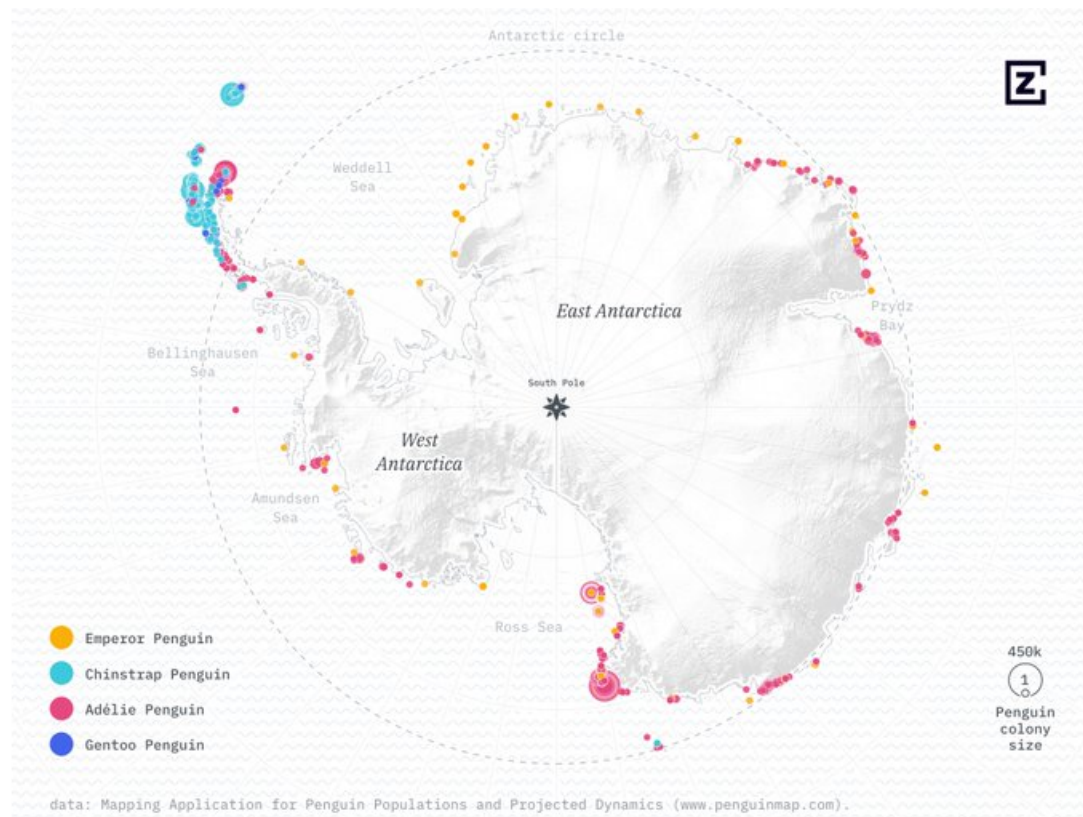 Antarctic circle
Z
Weddell
Sea
East Antarctica
Prydz
Bay
Bellinghausen
Sea
South Pole
West
Antarctica
Amundsen
Sea
Ross Sea
Emperor Penguin
Chinstrap Penguin
Adélie Penguin
Gentoo Penguin
450k
1
Penguin
colony
size
data: Mapping Application for Penguin Populations and Projected Dynamics (www.penguinmap.com).